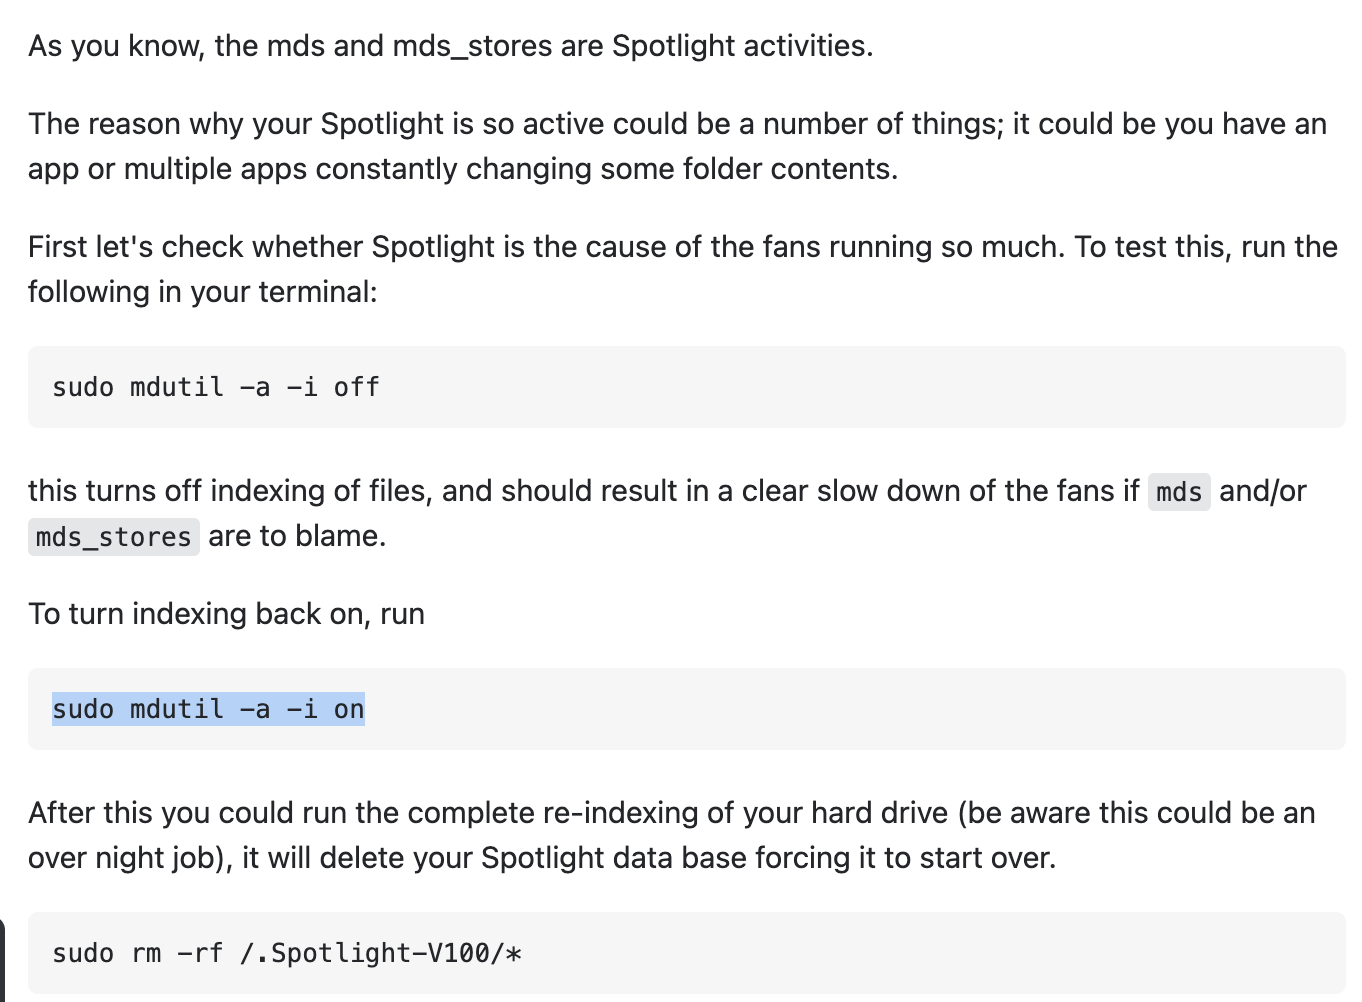 As you know, the mds and mds_stores are Spotlight activities.
The reason why your Spotlight is so active could be a number of things; it could be you have an
app or multiple apps constantly changing some folder contents.
First let's check whether Spotlight is the cause of the fans running so much. To test this, run the
following in your terminal:
sudo mdutil -a -i off
this turns off indexing of files, and should result in a clear slow down of the fans if mds and/or
mds_stores are to blame.
To turn indexing back on, run
sudo mdutil -a -i on
After this you could run the complete re-indexing of your hard drive (be aware this could be an
over night job), it will delete your Spotlight data base forcing it to start over.
sudo rm -rf /.Spotlight-V100/*